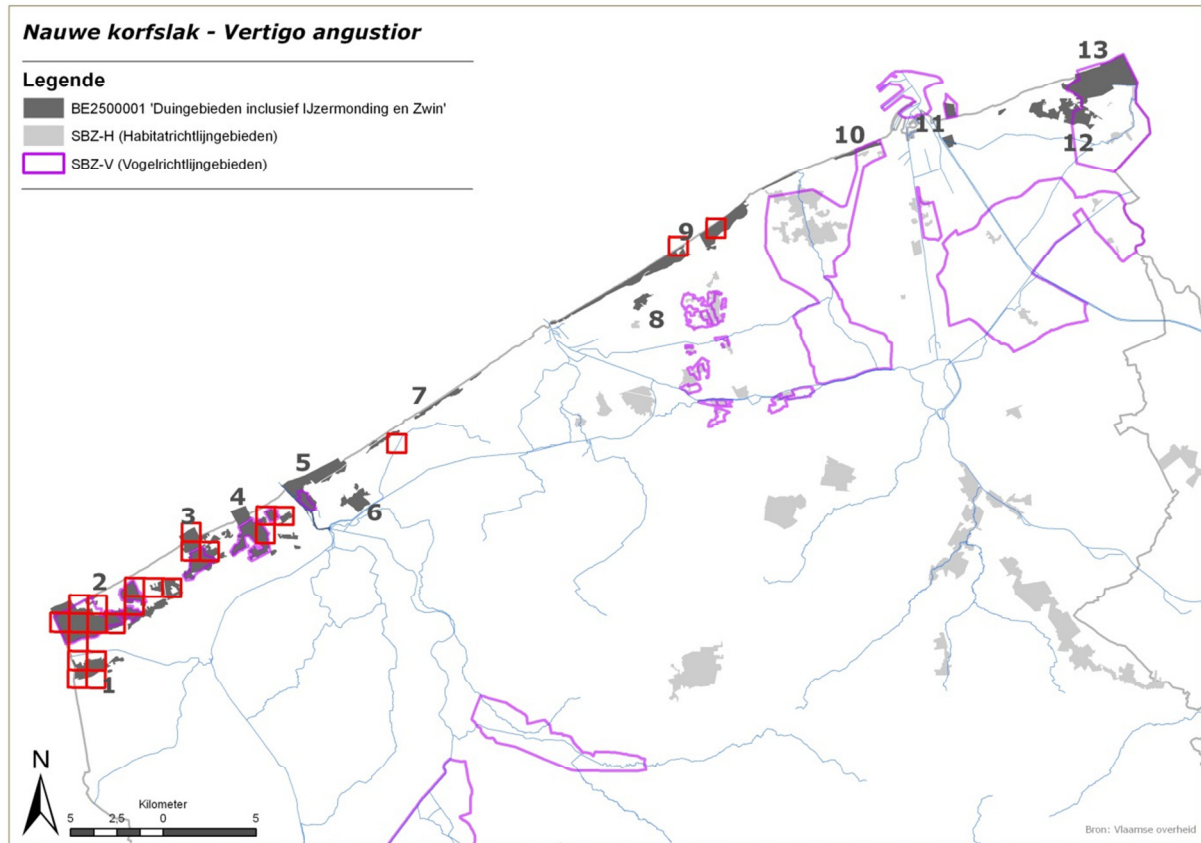 Nauwe korfslak - Vertigo angustior
Legende
BE2500001 'Duingebieden inclusief IJzermonding en Zwin'
SBZ-H (Habitatrichtlijngebieden)
SBZ-V (Vogelrichtlijngebieden)
13
10
11
12
9
8
7
5
6
4
3
2
1
N
Kilometer
5 2,5 0 5
Bron: Vlaamse overheid